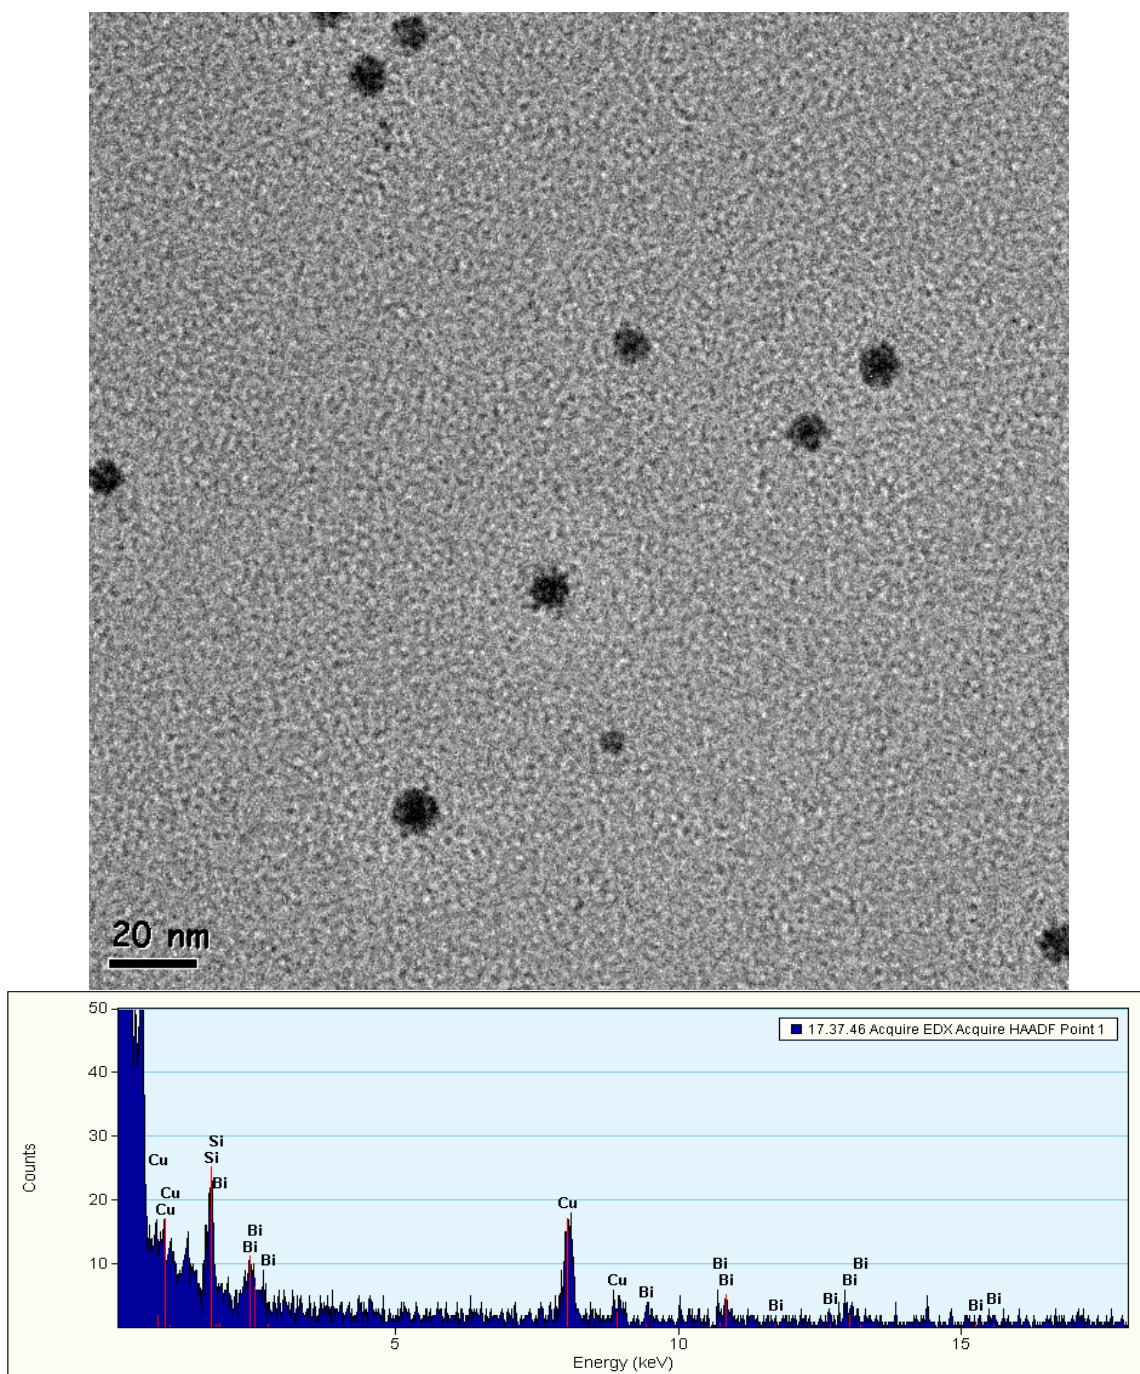 20 nm
50
17.37.46 Acquire EDX Acquire HAADF Point 1
40
30
Si
Cu
Si
Bi
20
Cu
Cu
Cu
Bi
Bi
Bi
10
Cu
Bi
Bi
Bi
Bi
Bi
Bi
Bi
Bi
Bi
Counts
5
10
15
Energy (keV)